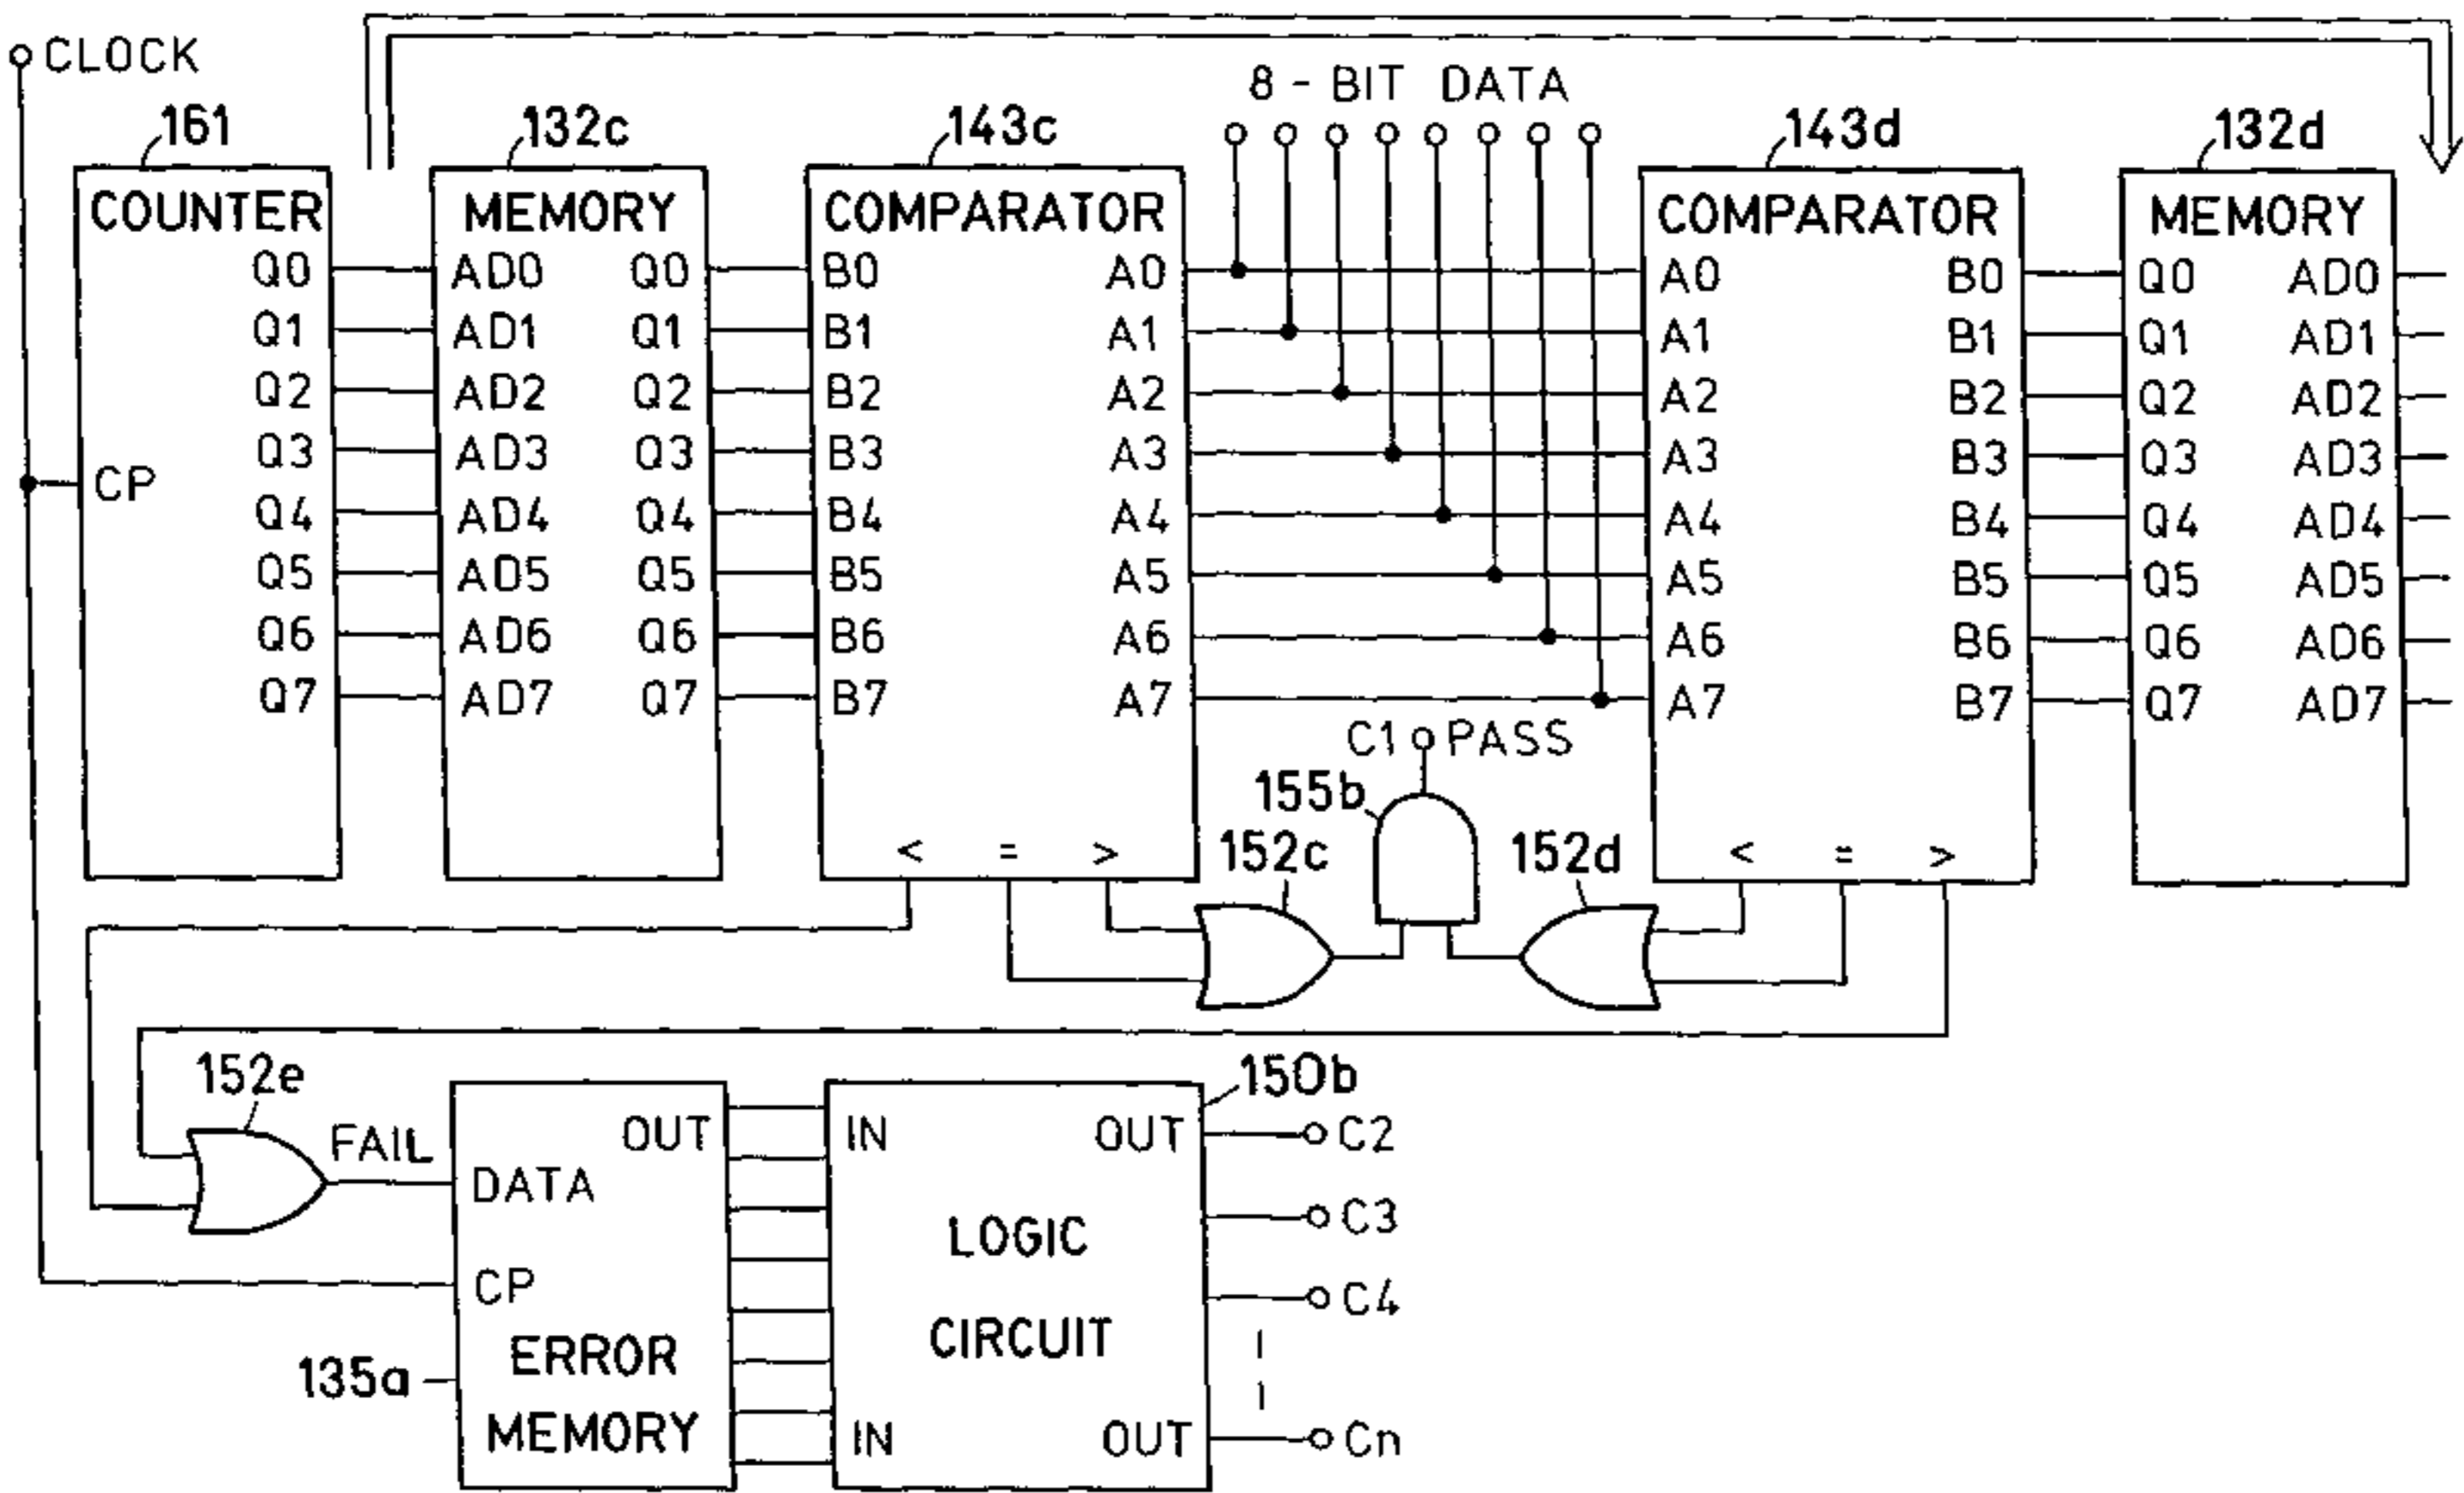 CLOCK
8 - BIT DATA
161
132c
143c
143d
132d
COUNTER
MEMORY
COMPARATOR
COMPARATOR
MEMORY
Q0 AD0 Q0 B0 A0 A0 B0 Q0 AD0
Q1 AD1 Q1 B1 A1 A1 B1 Q1 AD1
Q2 AD2 Q2 B2 A2 A2 B2 Q2 AD2
Q3 AD3 Q3 B3 A3 A3 B3 Q3 AD3
CP
Q4 AD4 Q4 B4 A4 A4 B4 Q4 AD4
Q5 AD5 Q5 B5 A5 A5 B5 Q5 AD5
Q6 AD6 Q6 B6 A6 A6 B6 Q6 AD6
Q7 AD7 Q7 B7 A7 A7 B7 Q7 AD7
C1 PASS
155b
152c
152d
< = >
< = >
152e
150b
FAIL
OUT
IN
OUT
C2
DATA
C3
LOGIC
CP
C4
CIRCUIT
ERROR
135a
MEMORY
IN
OUT
Cn